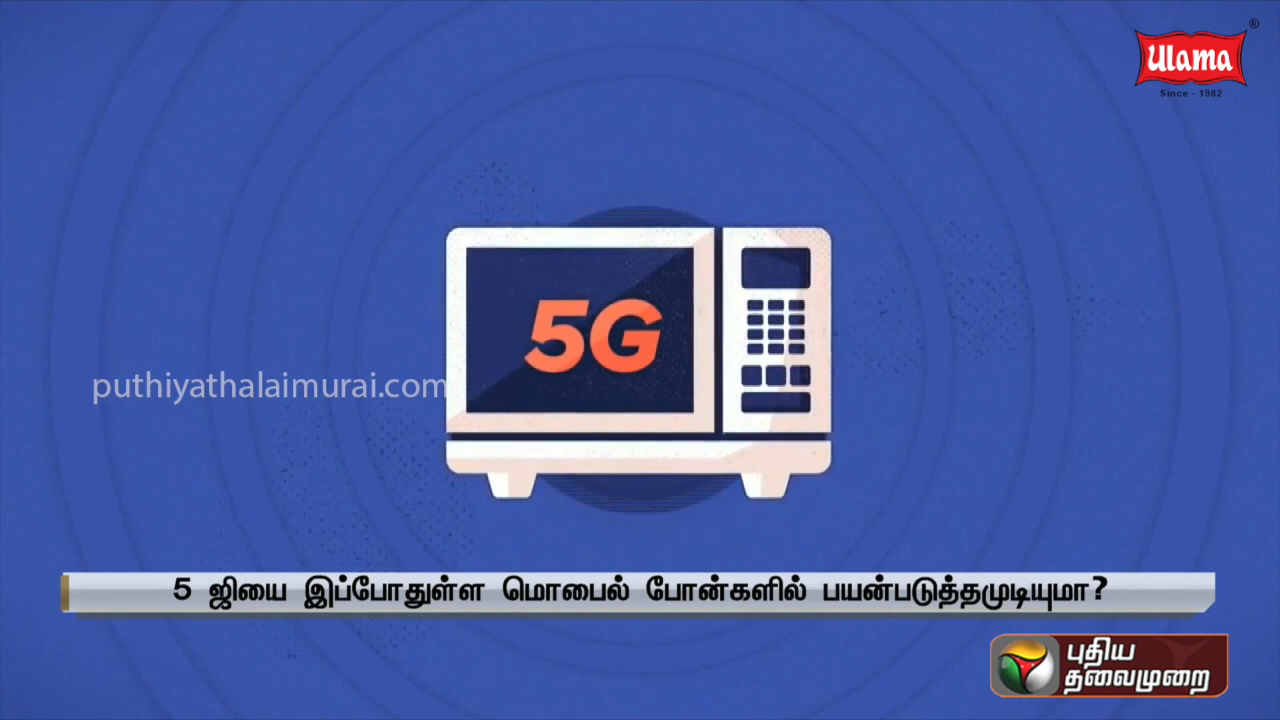 Ulama®
Since - 1982
5G
puthiyathalaimurai.com
5 ஜியை இப்போதுள்ள மொபைல் போன்களில் பயன்படுத்தமுடியுமா?
புதிய
தலைமுறை